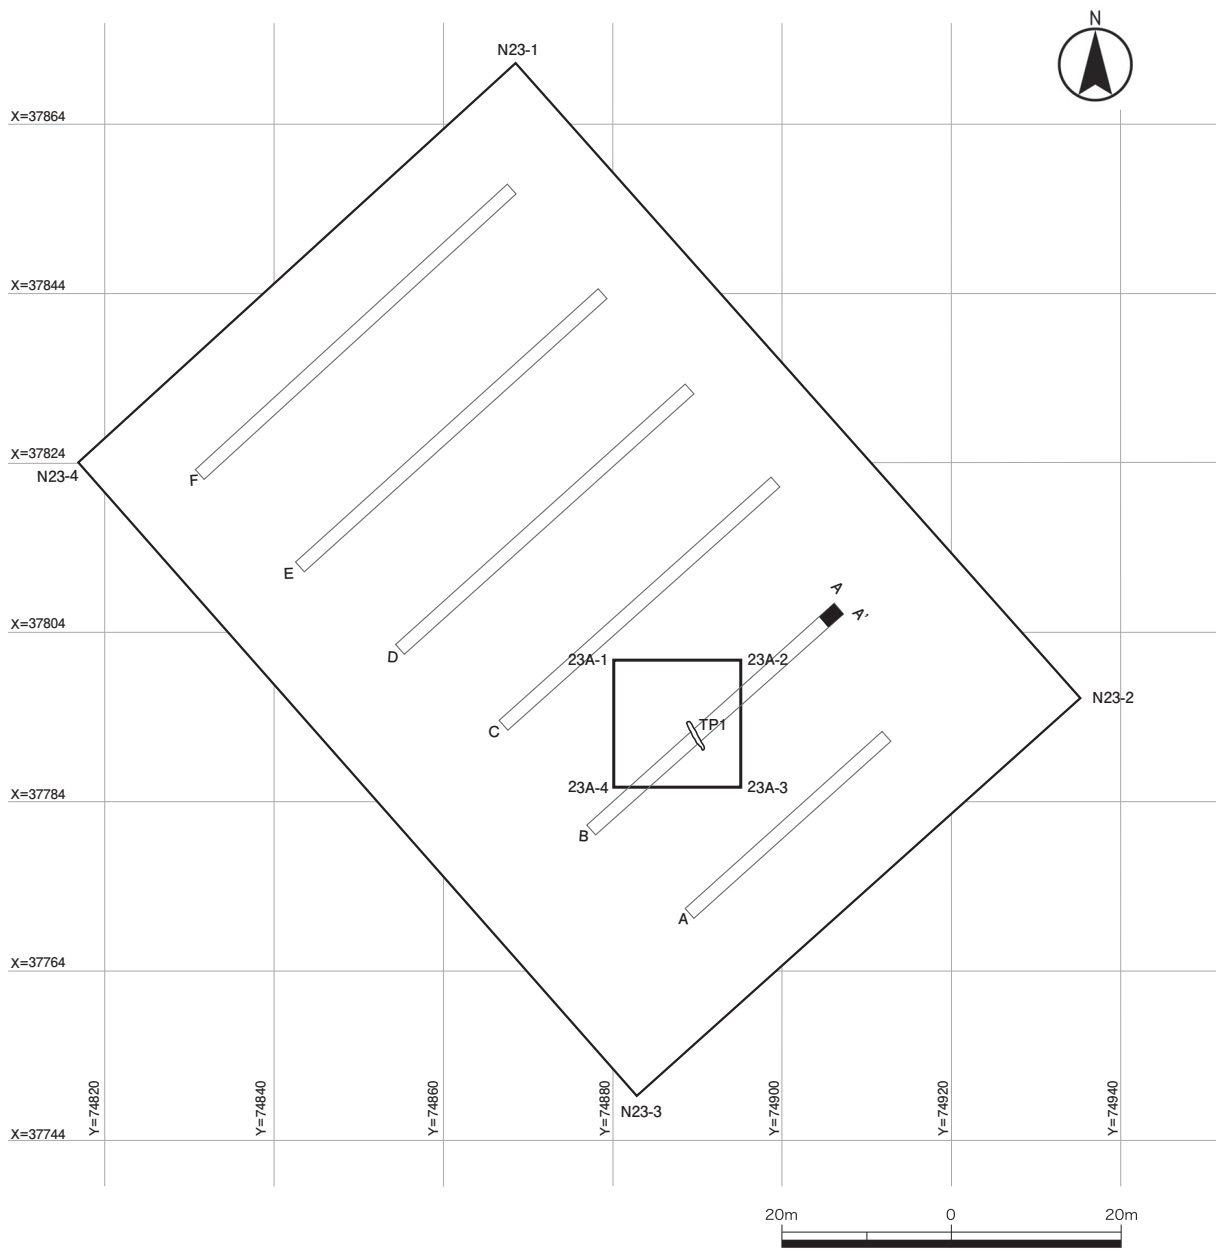 N
N23-1
X=37864
X=37844
X=37824
N23-4
F
E
A
A'
X=37804
D
23A-1
23A-2
N23-2
C
TP1
23A-4
23A-3
X=37784
B
A
X=37764
Y=74820
Y=74840
Y=74860
Y=74880
Y=74900
Y=74920
Y=74940
N23-3
X=37744
20m 0 20m